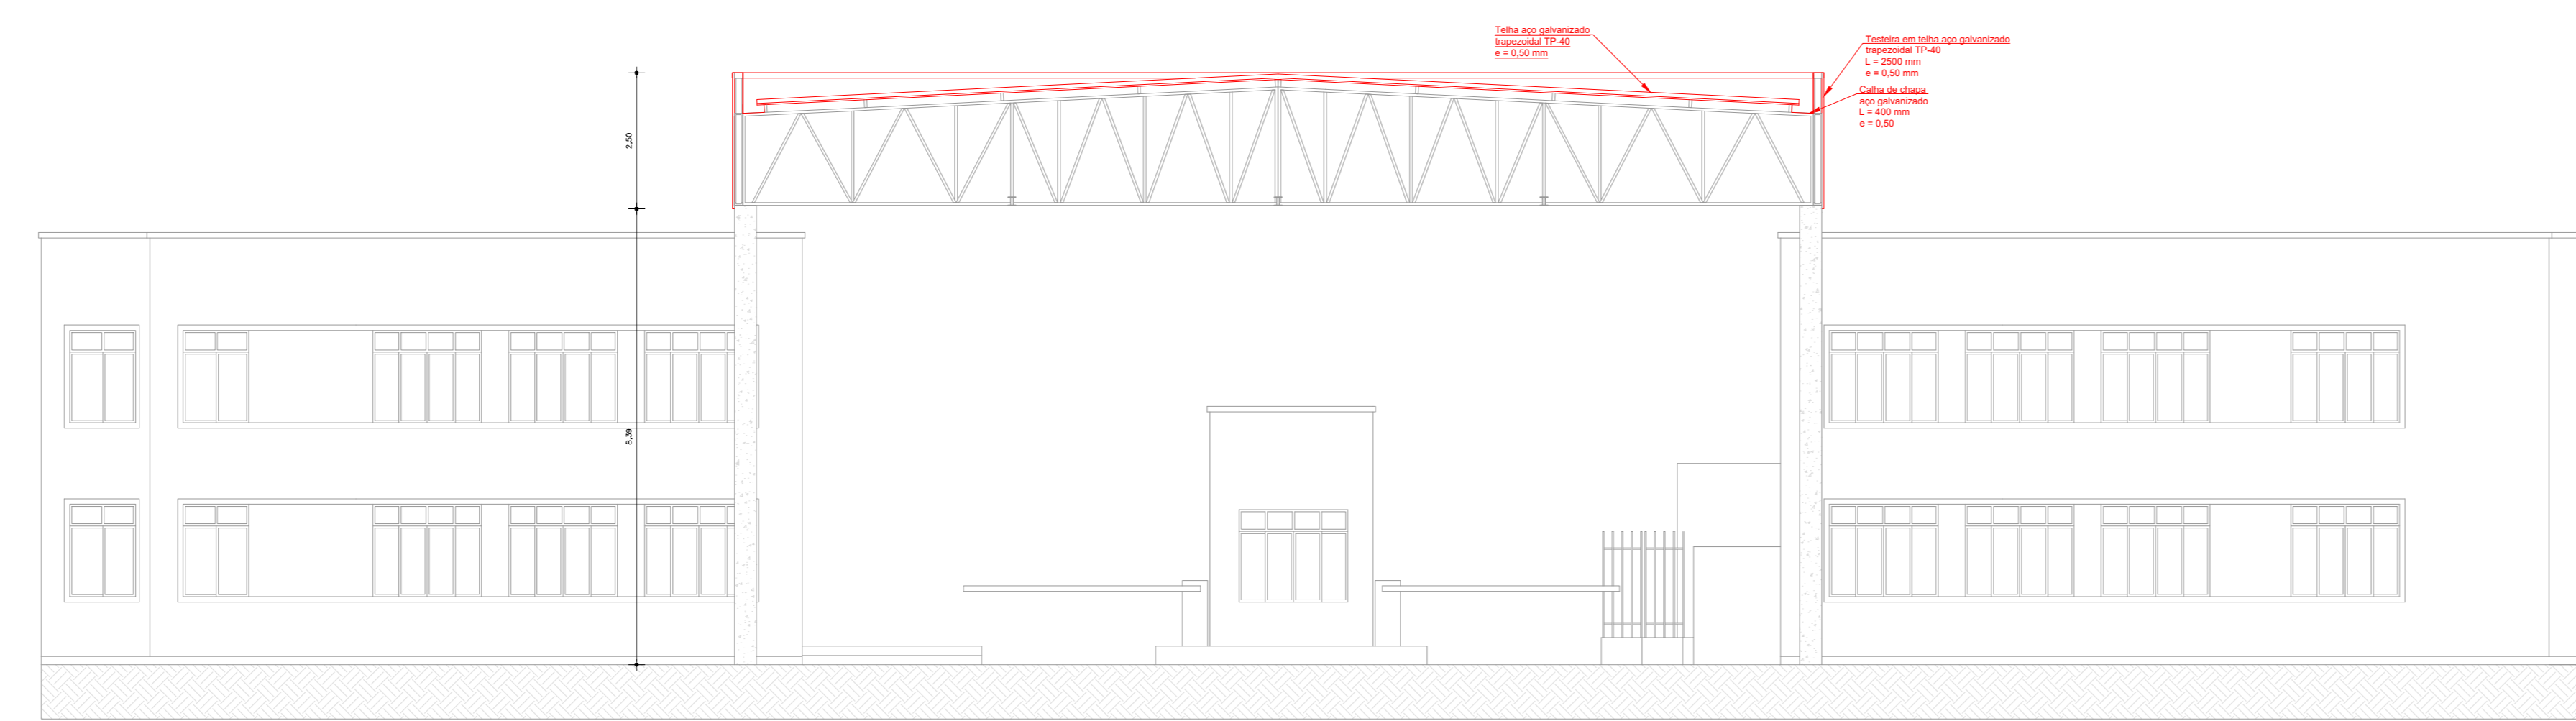 Telha aço galvanizado
trapezoidal TP-40
e = 0,50 mm
Testeira em telha aço galvanizado
trapezoidal TP-40
L = 2500 mm
e = 0,50 mm
Calha de chapa
aço galvanizado
L = 400 mm
e = 0,50
2,50
8,39